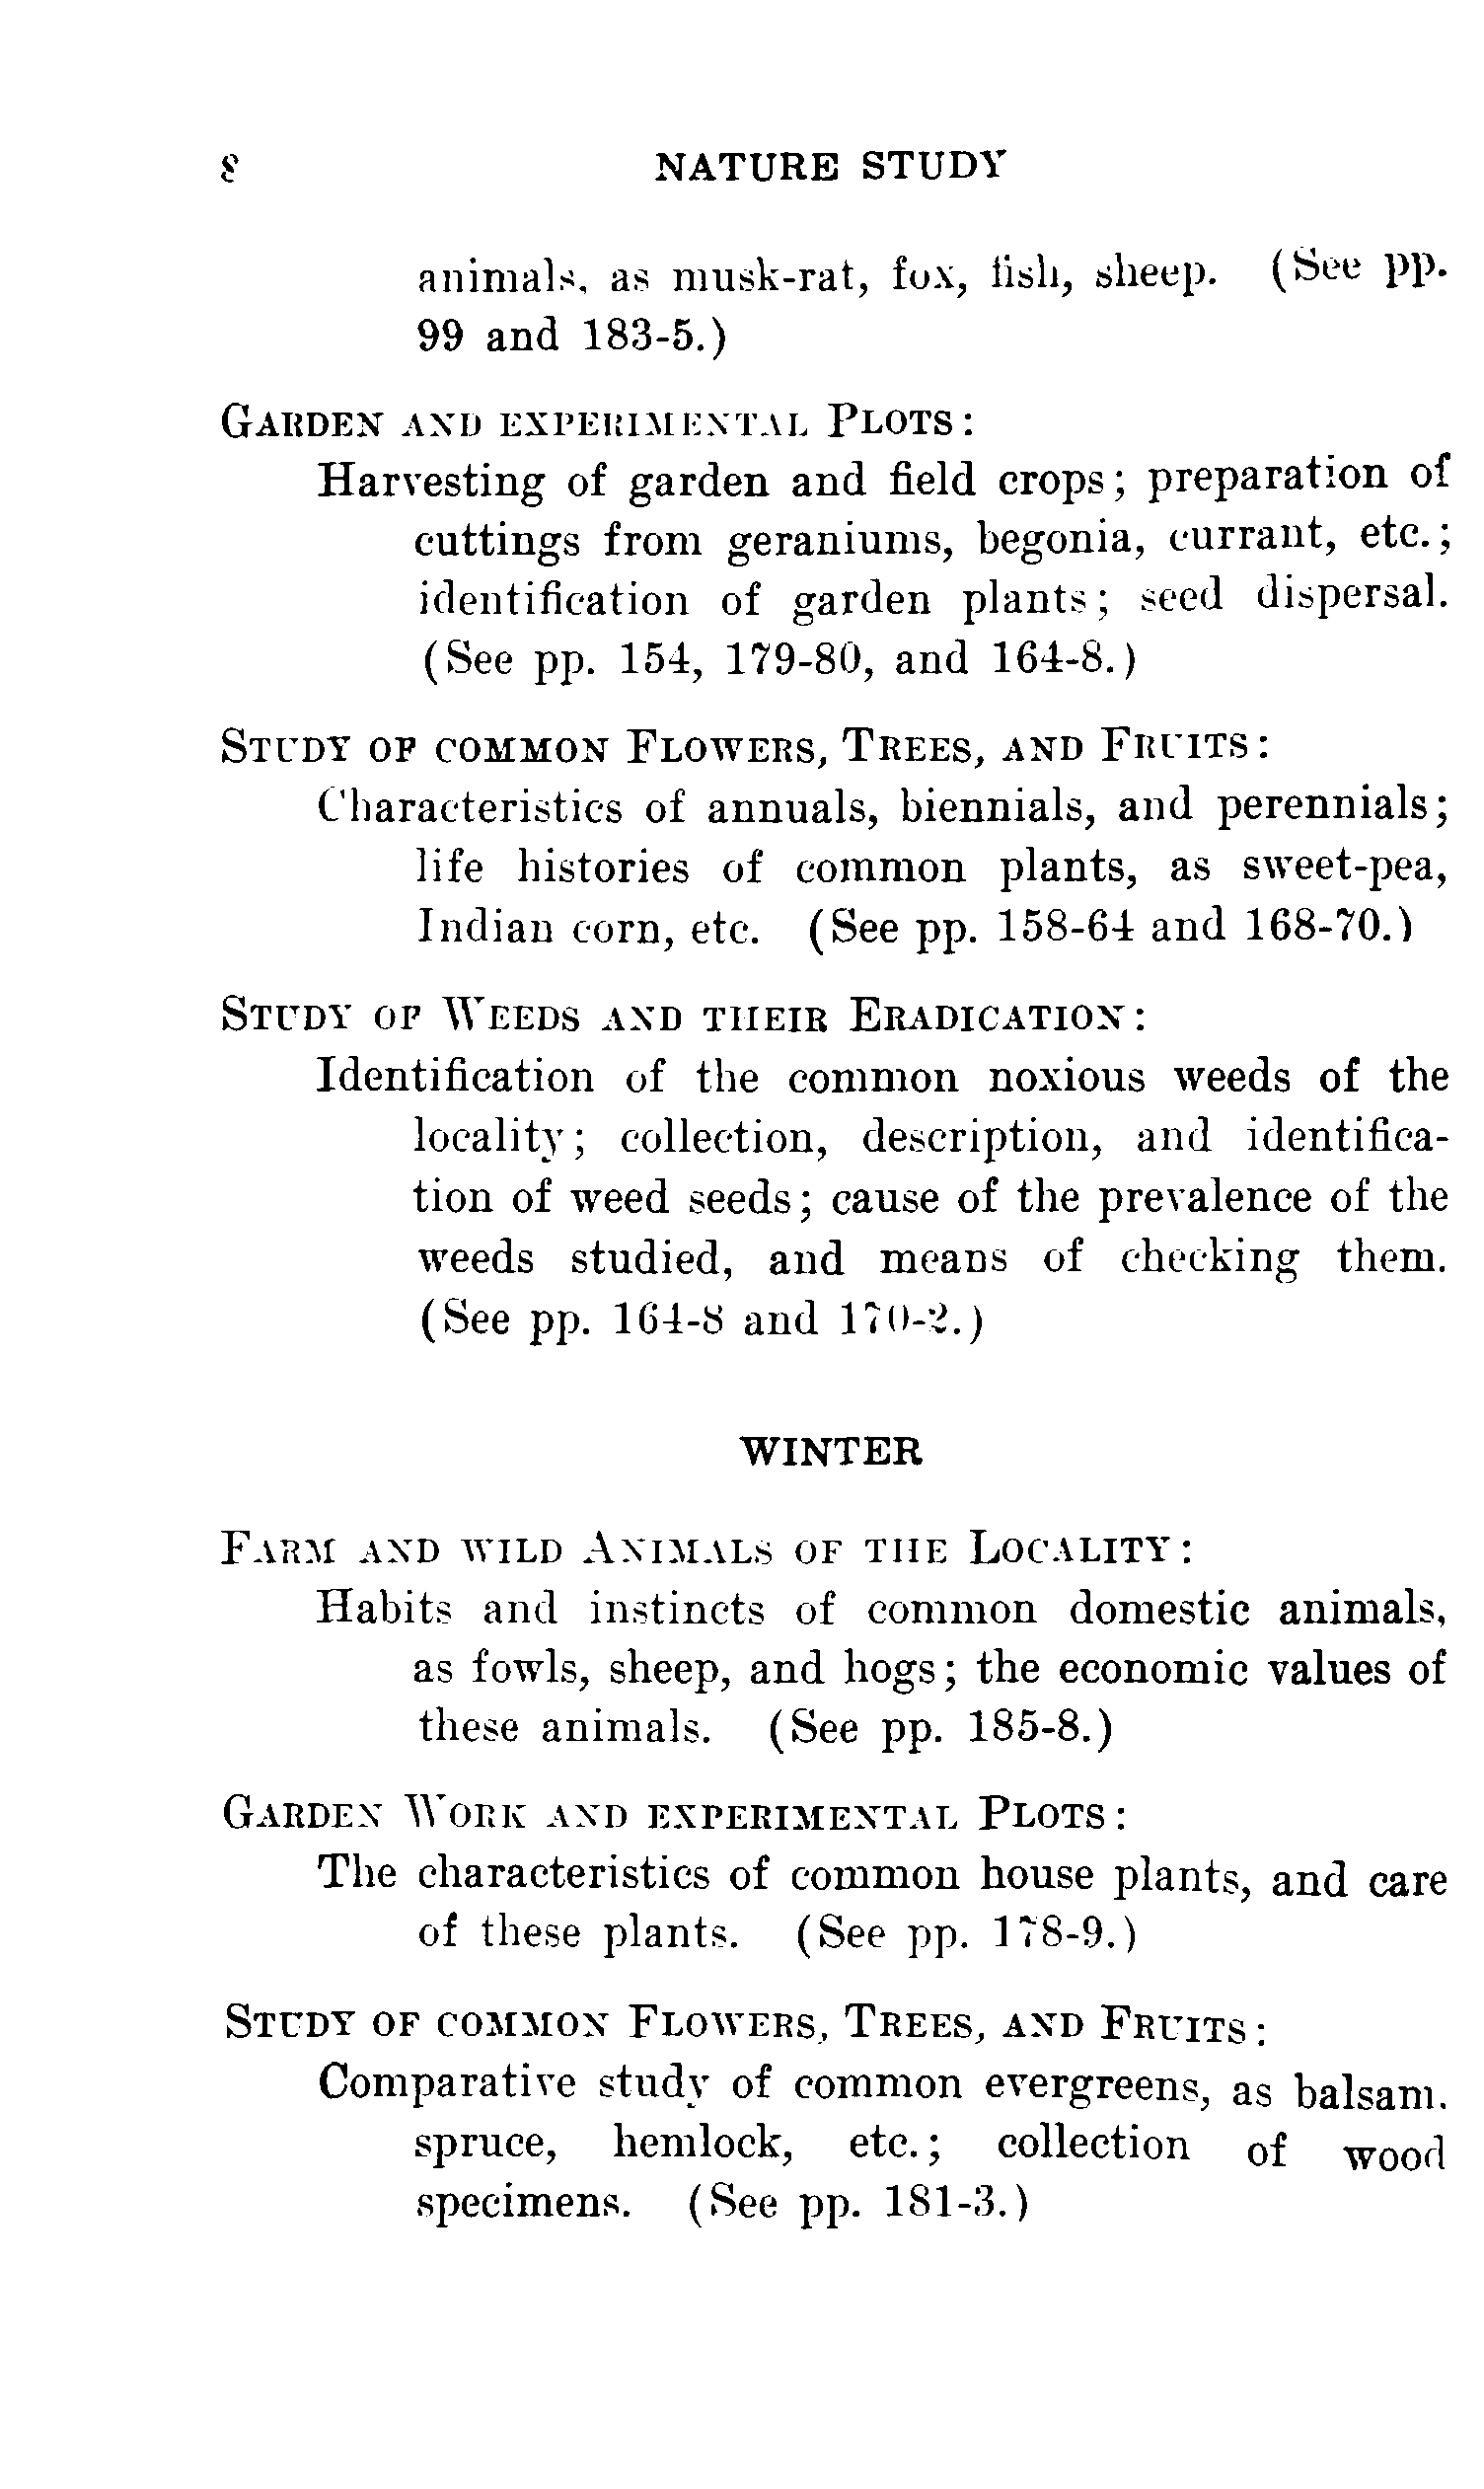 8 NATURE STUDY
animals, as musk-rat, fox, fish, sheep. (See pp.
99 and 183-5.)
GARDEN AND EXPERIMENTAL PLOTS:
Harvesting of garden and field crops; preparation of
cuttings from geraniums, begonia, currant, etc.;
identification of garden plants; seed dispersal.
(See pp. 154, 179-80, and 164-8.)
STUDY OF COMMON FLOWERS, TREES, AND FRUITS:
Characteristics of annuals, biennials, and perennials;
life histories of common plants, as sweet-pea,
Indian corn, etc. (See pp. 158-64 and 168-70.)
STUDY OF WEEDS AND THEIR ERADICATION:
Identification of the common noxious weeds of the
locality; collection, description, and identifica-
tion of weed seeds; cause of the prevalence of the
weeds studied, and means of checking them.
(See pp. 164-8 and 170-2.)
WINTER
FARM AND WILD ANIMALS OF THE LOCALITY:
Habits and instincts of common domestic animals,
as fowls, sheep, and hogs; the economic values of
these animals. (See pp. 185-8.)
GARDEN WORK AND EXPERIMENTAL PLOTS:
The characteristics of common house plants, and care
of these plants. (See pp. 178-9.)
STUDY OF COMMON FLOWERS, TREES, AND FRUITS:
Comparative study of common evergreens, as balsam.
spruce, hemlock, etc.; collection of wood
specimens. (See pp. 181-3.)